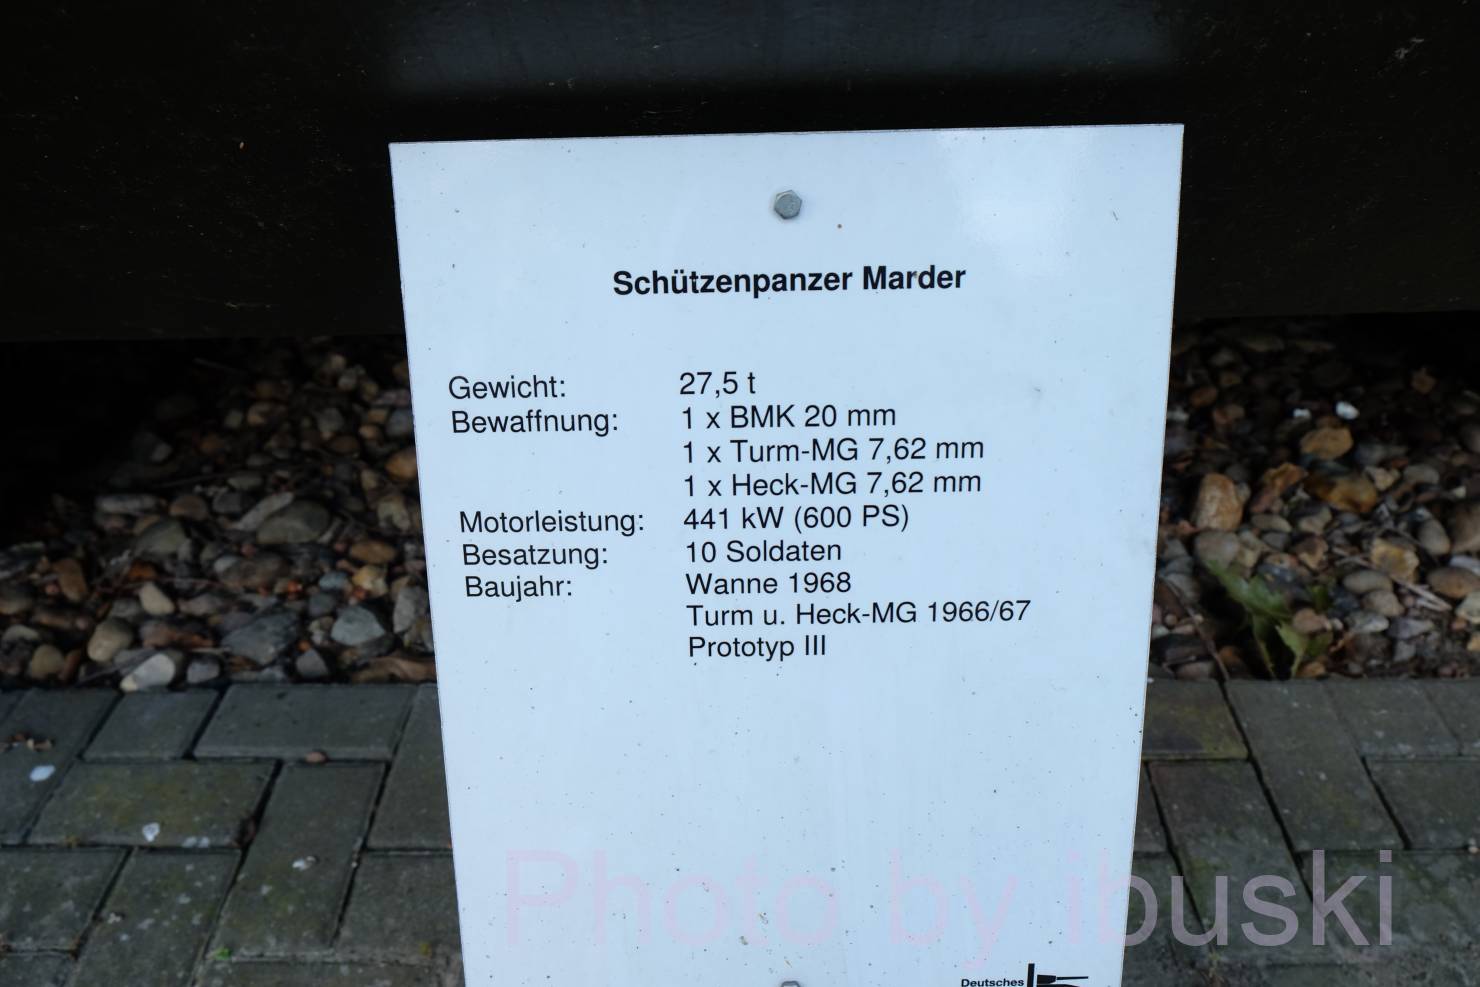 Schützenpanzer Marder
Gewicht: 27,5 t
Bewaffnung: 1 x BMK 20 mm
1 x Turm-MG 7,62 mm
1 x Heck-MG 7,62 mm
Motorleistung: 441 kW (600 PS)
Besatzung: 10 Soldaten
Baujahr: Wanne 1968
Turm u. Heck-MG 1966/67
Prototyp III
Photo by ibuski
Deutsches